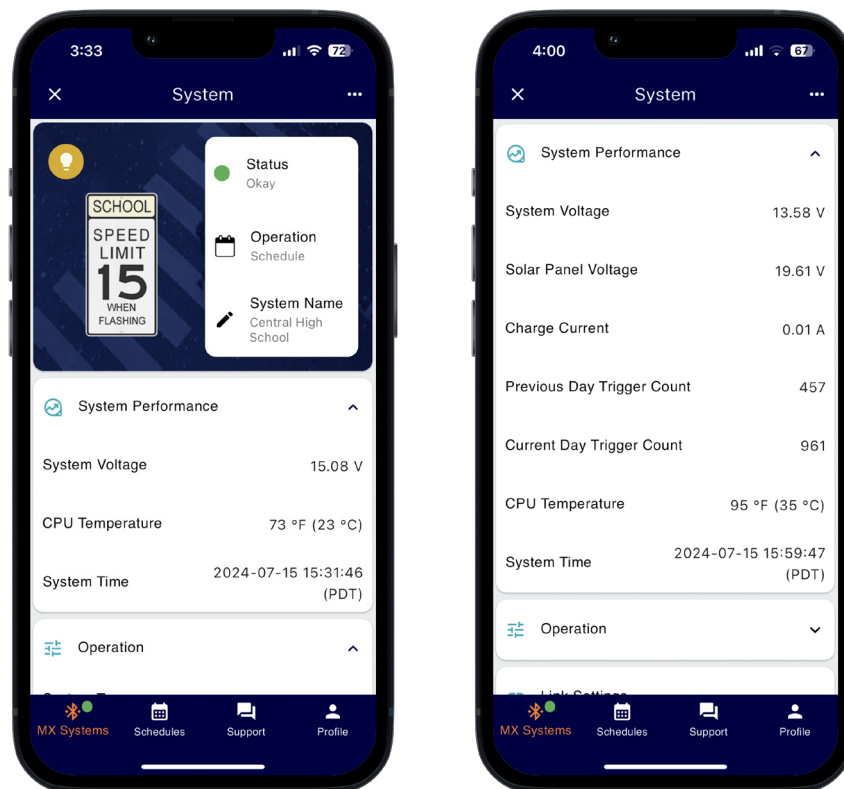 3:33
72
System
SCHOOL
SPEED
LIMIT
15
WHEN
FLASHING
Status
Okay
Operation
Schedule
System Name
Central High
School
System Performance
System Voltage 15.08 V
CPU Temperature 73 °F (23 °C)
System Time 2024-07-15 15:31:46
(PDT)
Operation
MX Systems Schedules Support Profile
4:00
67
System
System Performance
System Voltage 13.58 V
Solar Panel Voltage 19.61 V
Charge Current 0.01 A
Previous Day Trigger Count 457
Current Day Trigger Count 961
CPU Temperature 95 °F (35 °C)
System Time 2024-07-15 15:59:47
(PDT)
Operation
Link Settings
MX Systems Schedules Support Profile